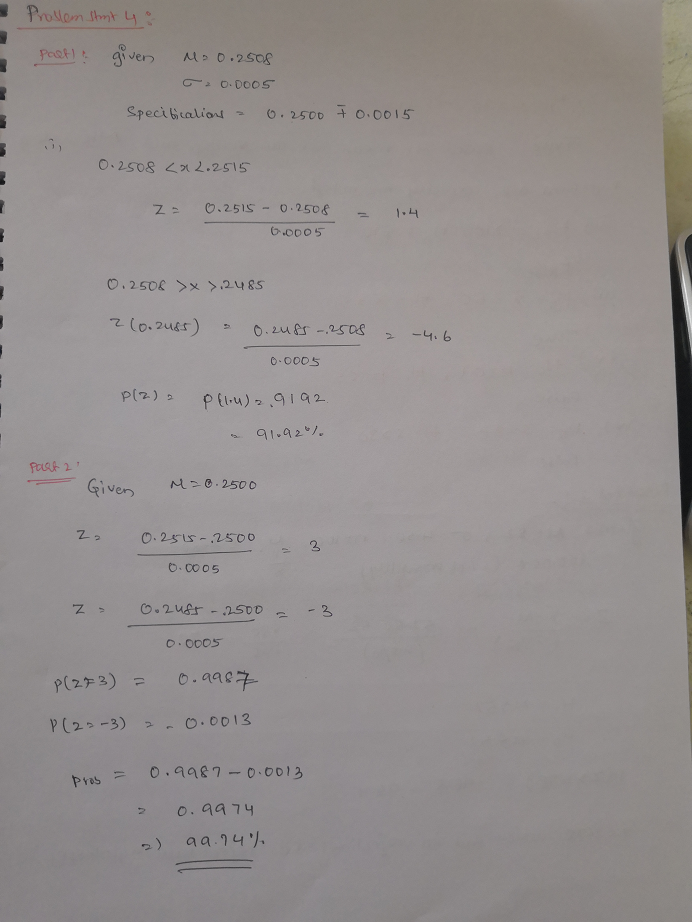 Problem stmt 4:
Part 1: given M = 0.2508
σ = 0.0005
Specifications = 0.2500 ∓ 0.0015
i)
0.2508 < x < .2515
Z = 0.2515 - 0.2508 = 1.4
0.0005
0.2508 > x > .2485
Z(0.2485) = 0.2485 - .2508 = -4.6
0.0005
P(Z) = P(1.4) = .9192
= 91.92%
Part 2:
Given M = 0.2500
Z = 0.2515 - .2500 = 3
0.0005
Z = 0.2485 - .2500 = -3
0.0005
P(Z=3) = 0.9987
P(Z=-3) = - 0.0013
Prob = 0.9987 - 0.0013
= 0.9974
=) 99.74%